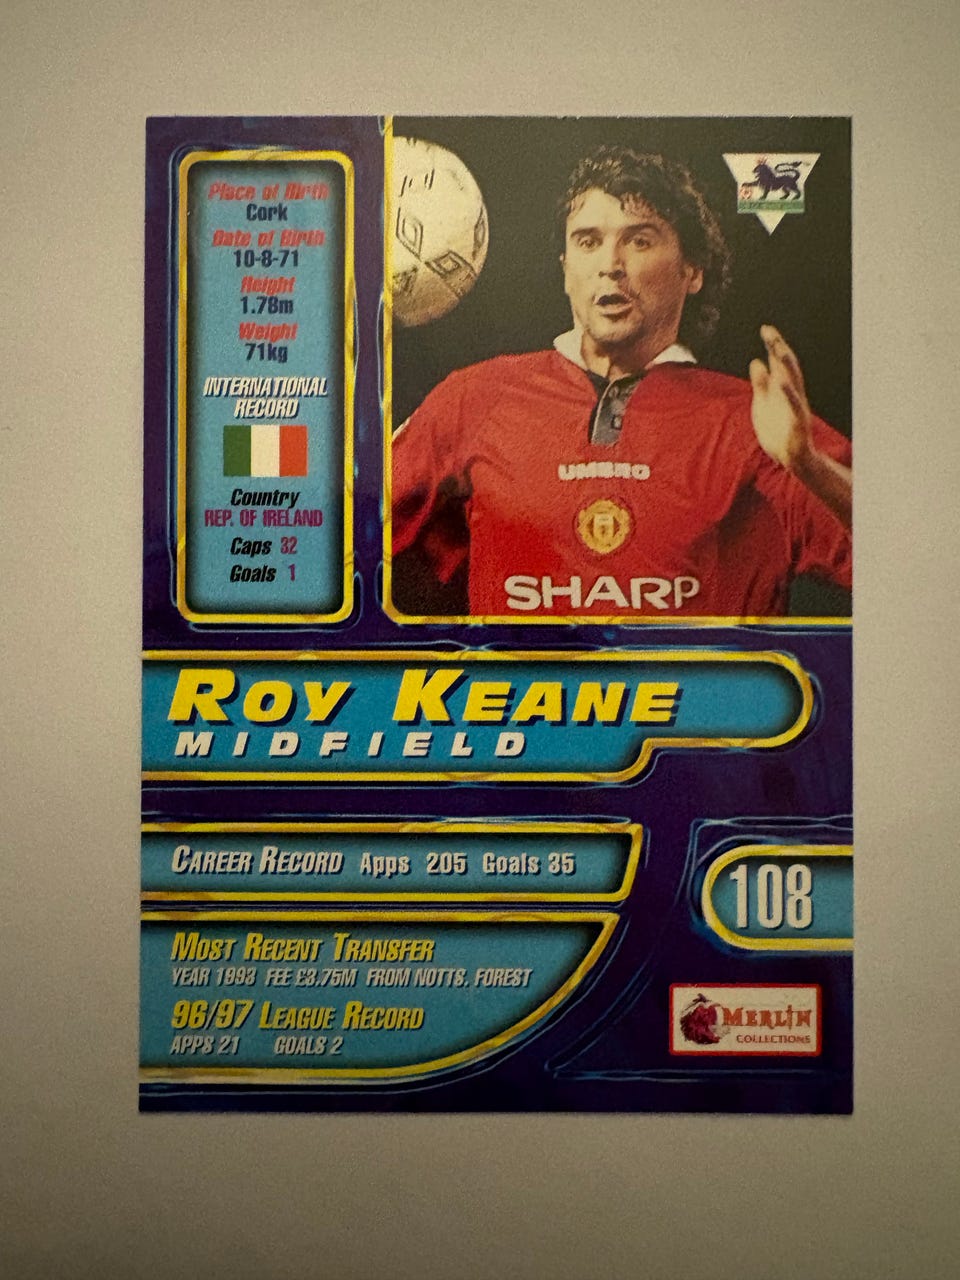 Place of Birth
Cork
Date of Birth
10-8-71
Height
1.78m
Weight
71kg
INTERNATIONAL
RECORD
Country
REP. OF IRELAND
Caps 32
Goals 1
UMBRO
SHARP
ROY KEANE
MIDFIELD
CAREER RECORD Apps 205 Goals 35
108
MOST RECENT TRANSFER
YEAR 1993 FEE £3.75M FROM NOTTS. FOREST
96/97 LEAGUE RECORD
APPS 21 GOALS 2
MERLIN
COLLECTIONS